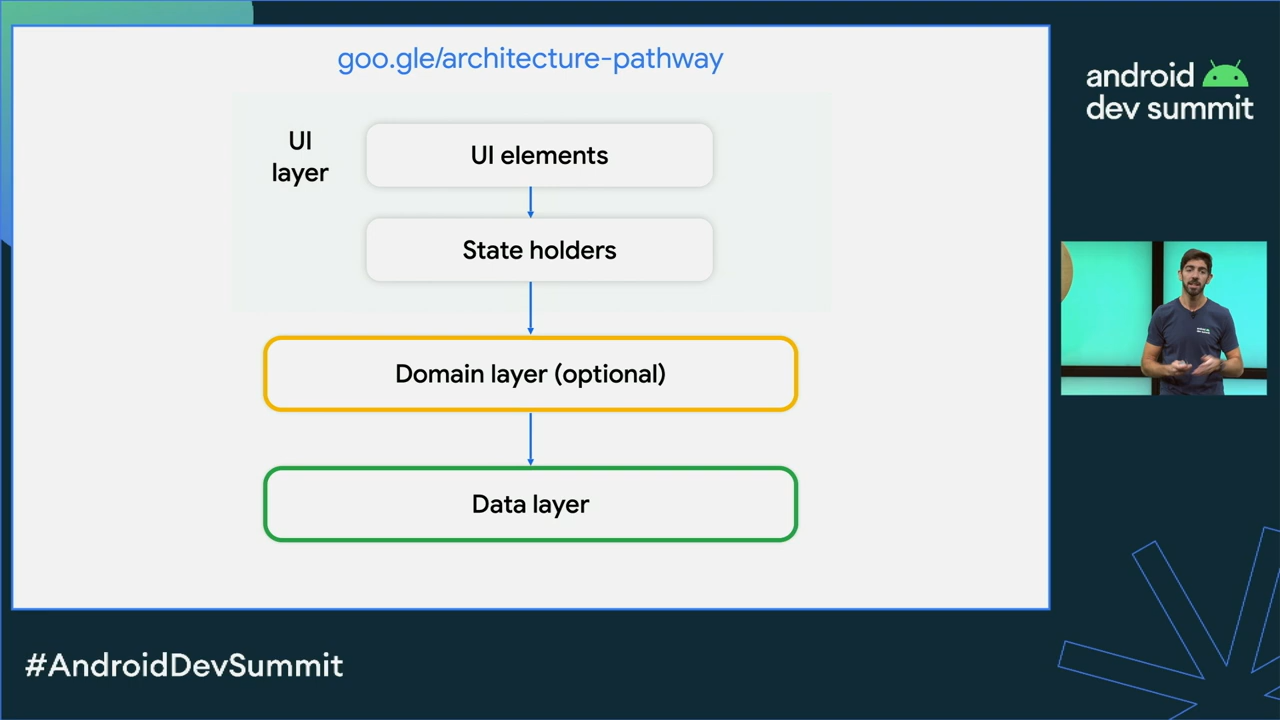 goo.gle/architecture-pathway
UI
layer
UI elements
State holders
Domain layer (optional)
Data layer
android
dev summit
#AndroidDevSummit